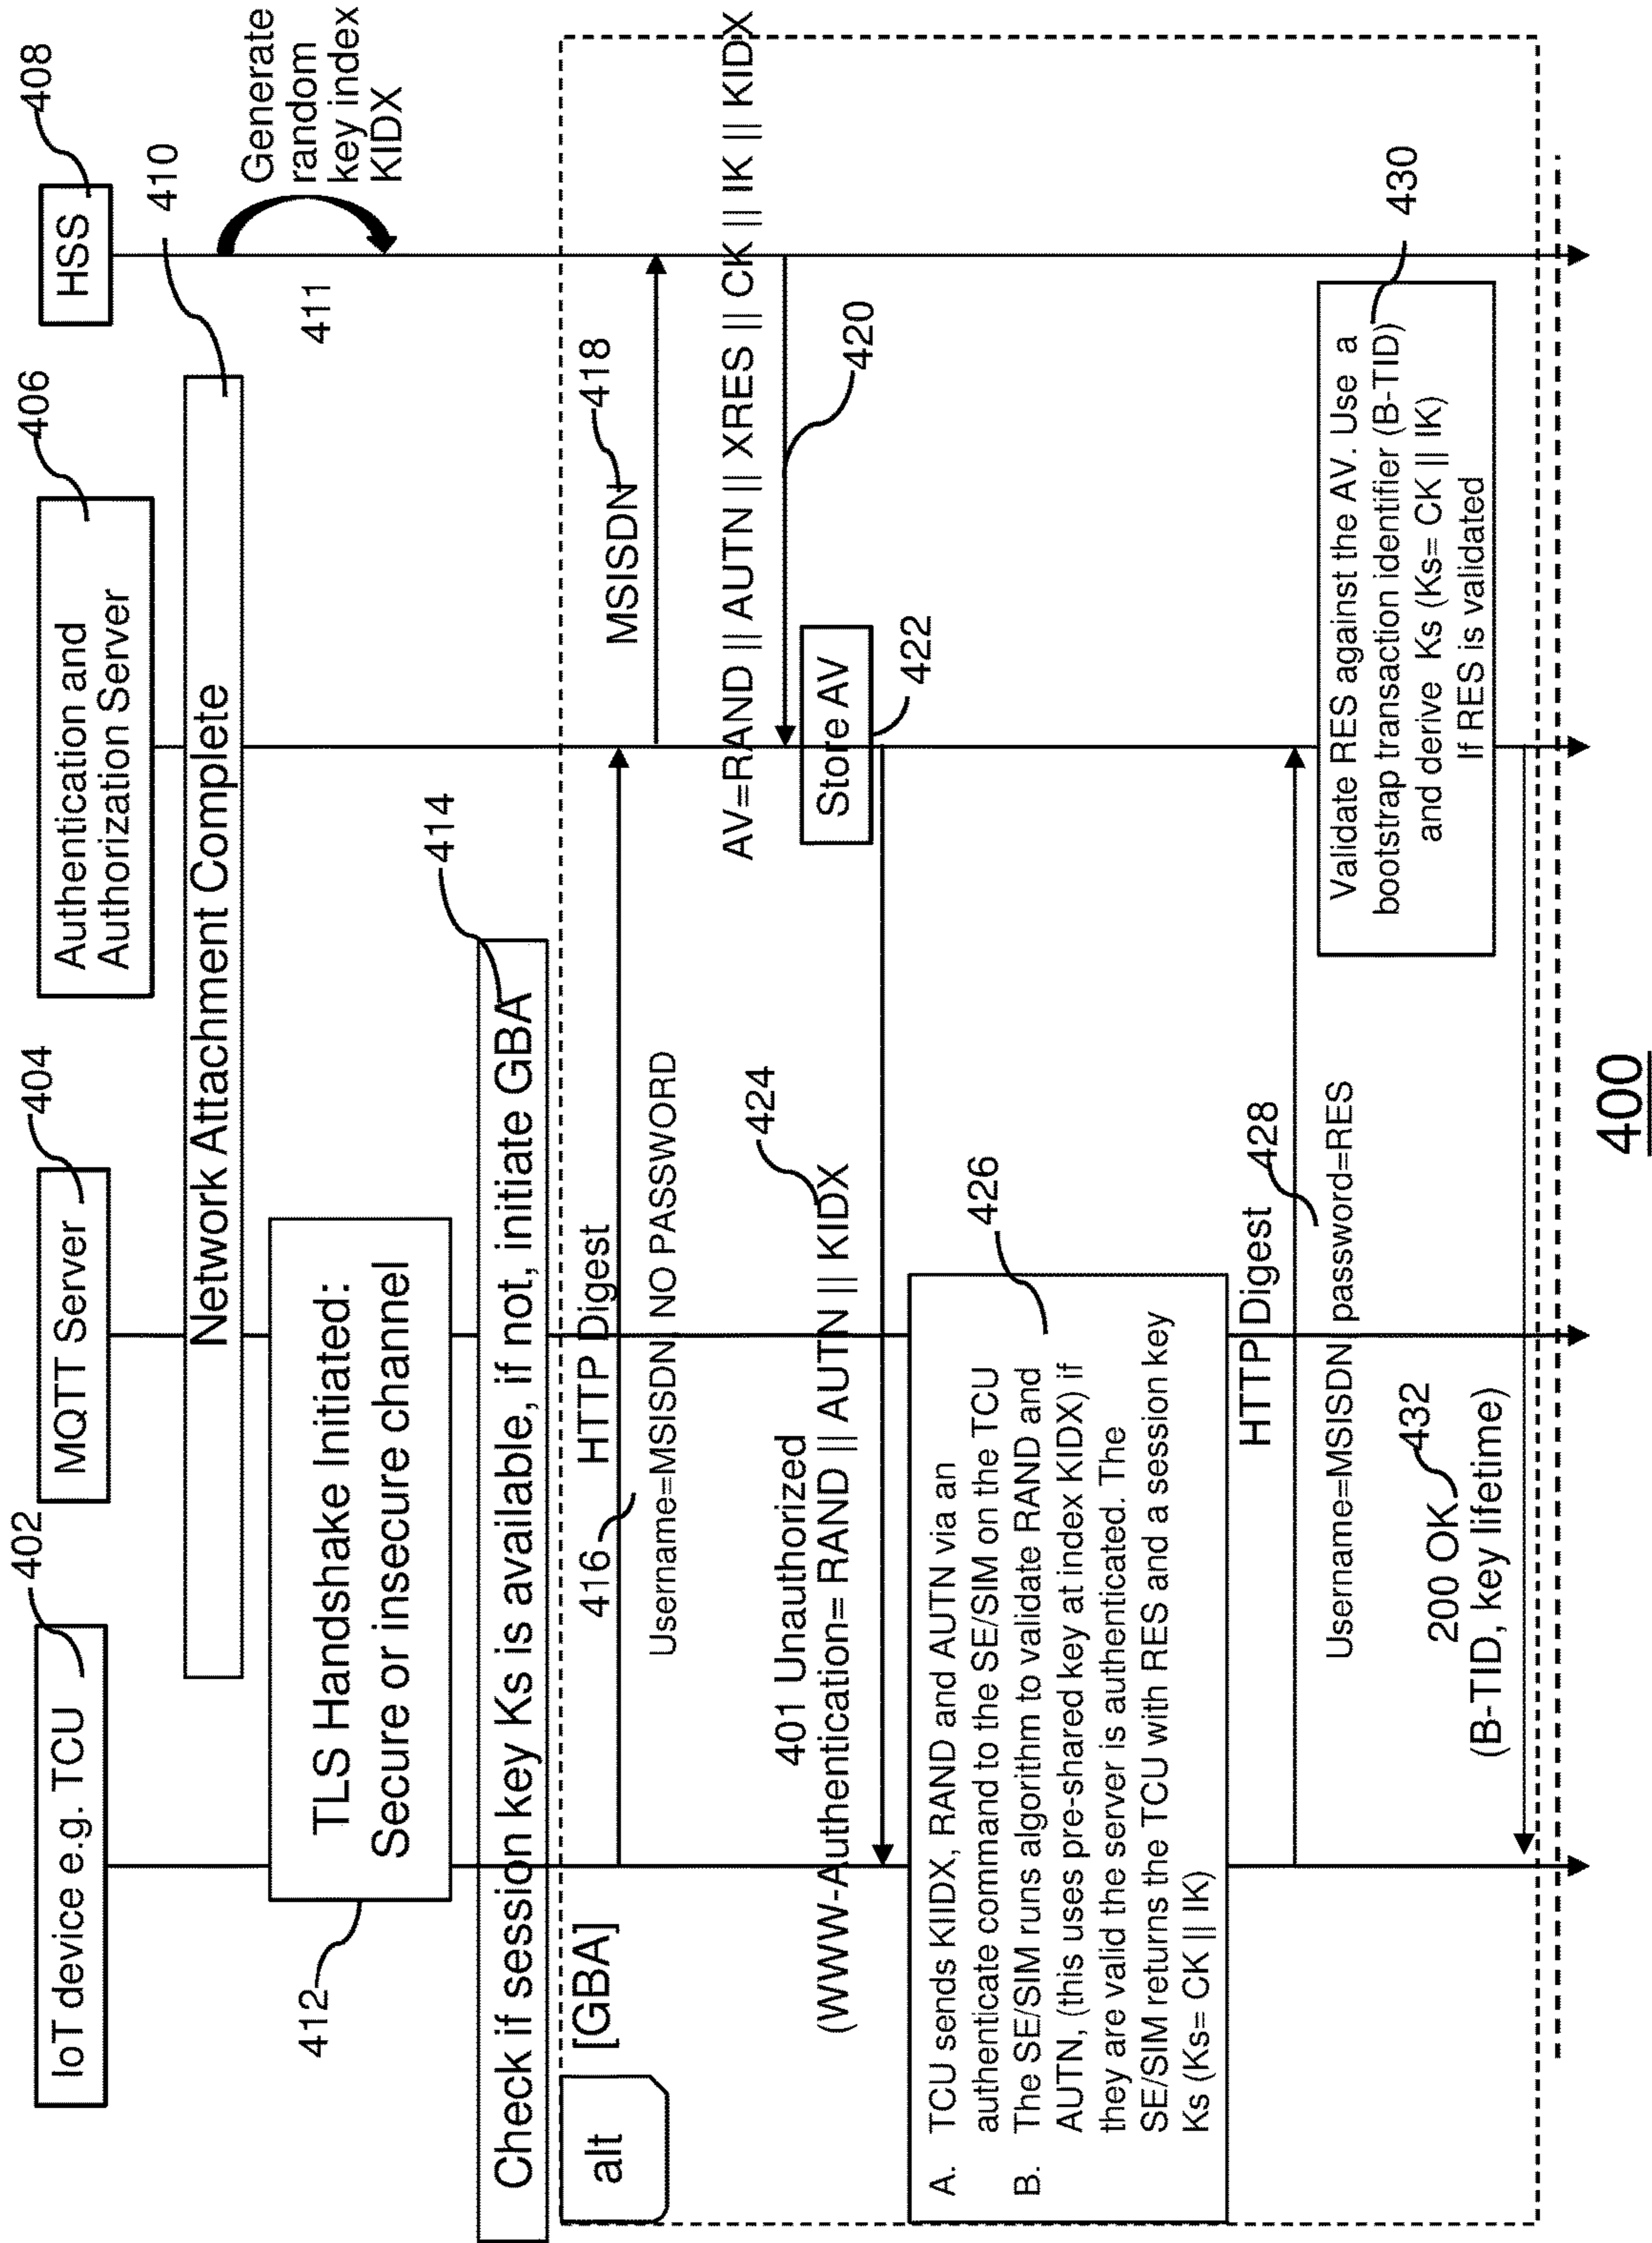 IoT device e.g. TCU
402
MQTT Server
404
Authentication and
Authorization Server
406
HSS
408
Network Attachment Complete
410
Generate
random
key index
KIDX
411
TLS Handshake Initiated:
Secure or insecure channel
412
Check if session key Ks is available, if not, initiate GBA
414
alt
[GBA]
416
HTTP Digest
Username=MSISDN NO PASSWORD
MSISDN
418
AV=RAND || AUTN || XRES || CK || IK || KIDX
420
Store AV
422
401 Unauthorized
(WWW-Authentication= RAND || AUTN || KIDX
424
A. TCU sends KIIDX, RAND and AUTN via an
authenticate command to the SE/SIM on the TCU
B. The SE/SIM runs algorithm to validate RAND and
AUTN, (this uses pre-shared key at index KIDX) if
they are valid the server is authenticated. The
SE/SIM returns the TCU with RES and a session key
Ks (Ks= CK || IK)
426
HTTP Digest
428
Username=MSISDN password=RES
Validate RES against the AV. Use a
bootstrap transaction identifier (B-TID)
and derive Ks (Ks= CK || IK)
If RES is validated
430
432
200 OK
(B-TID, key lifetime)
400